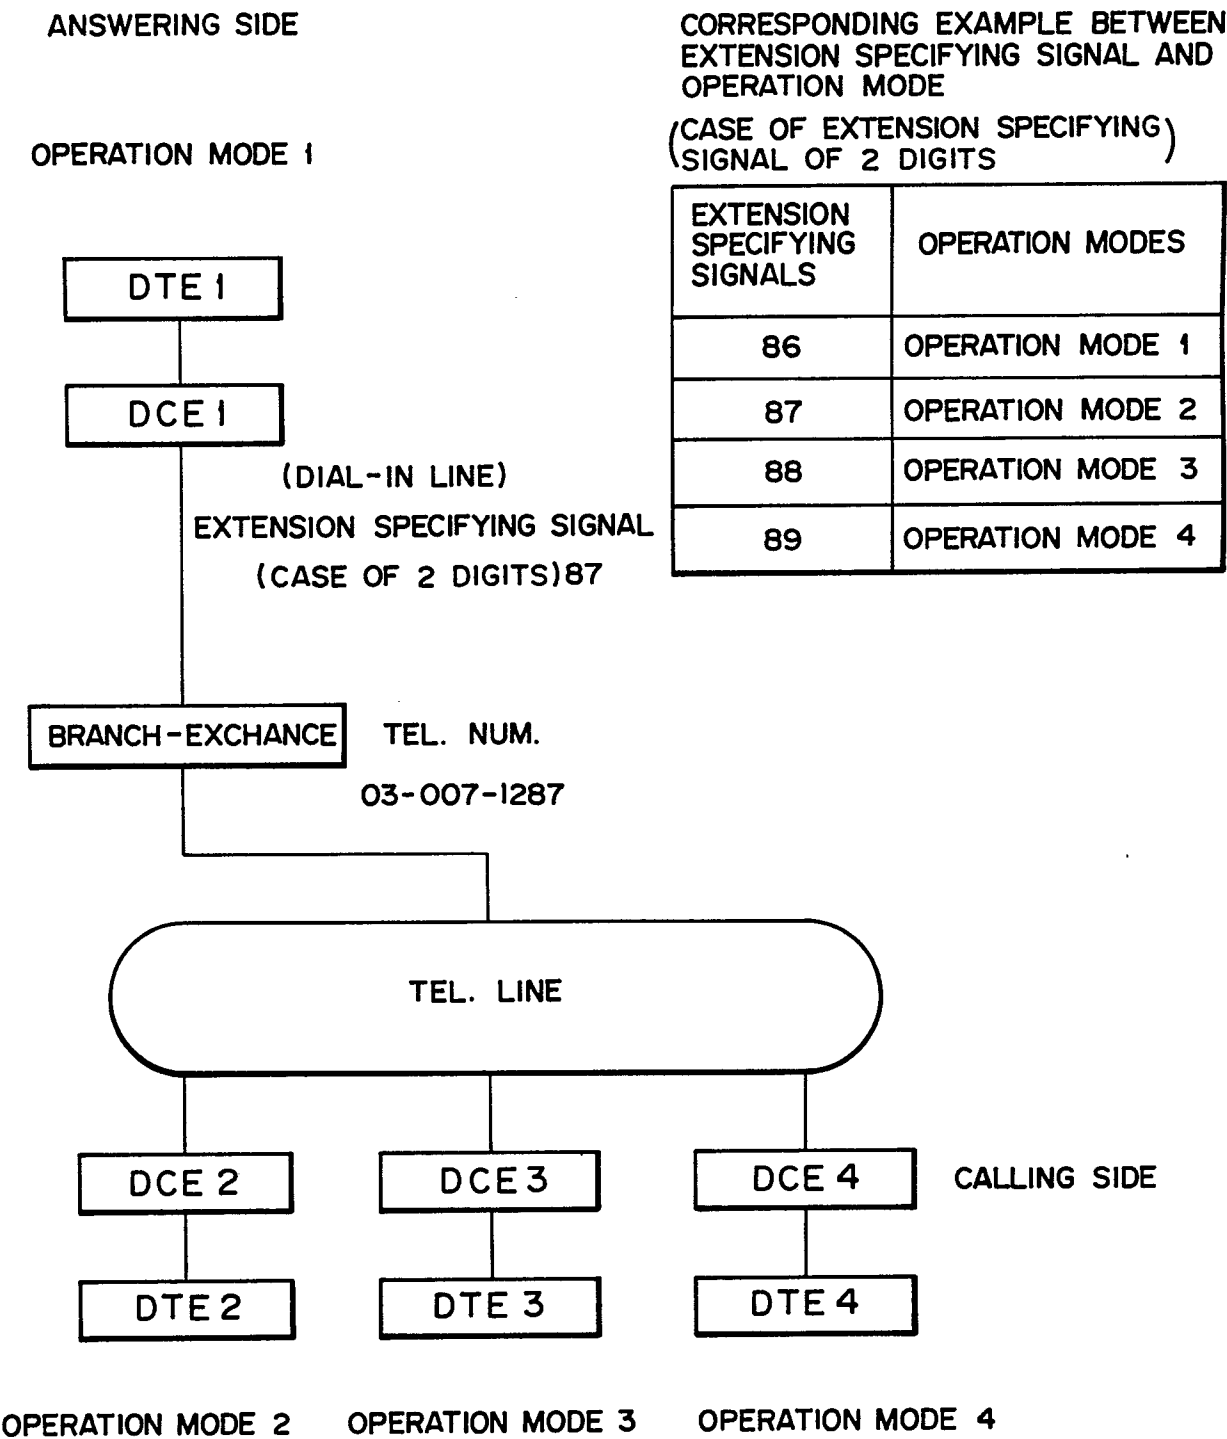 ANSWERING SIDE
OPERATION MODE 1
CORRESPONDING EXAMPLE BETWEEN
EXTENSION SPECIFYING SIGNAL AND
OPERATION MODE
(CASE OF EXTENSION SPECIFYING
SIGNAL OF 2 DIGITS)
EXTENSION
SPECIFYING
SIGNALS
OPERATION MODES
86 OPERATION MODE 1
87 OPERATION MODE 2
88 OPERATION MODE 3
89 OPERATION MODE 4
DTE 1
DCE 1
(DIAL-IN LINE)
EXTENSION SPECIFYING SIGNAL
(CASE OF 2 DIGITS)87
BRANCH-EXCHANCE
TEL. NUM.
03-007-1287
TEL. LINE
DCE 2 DCE 3 DCE 4 CALLING SIDE
DTE 2 DTE 3 DTE 4
OPERATION MODE 2 OPERATION MODE 3 OPERATION MODE 4